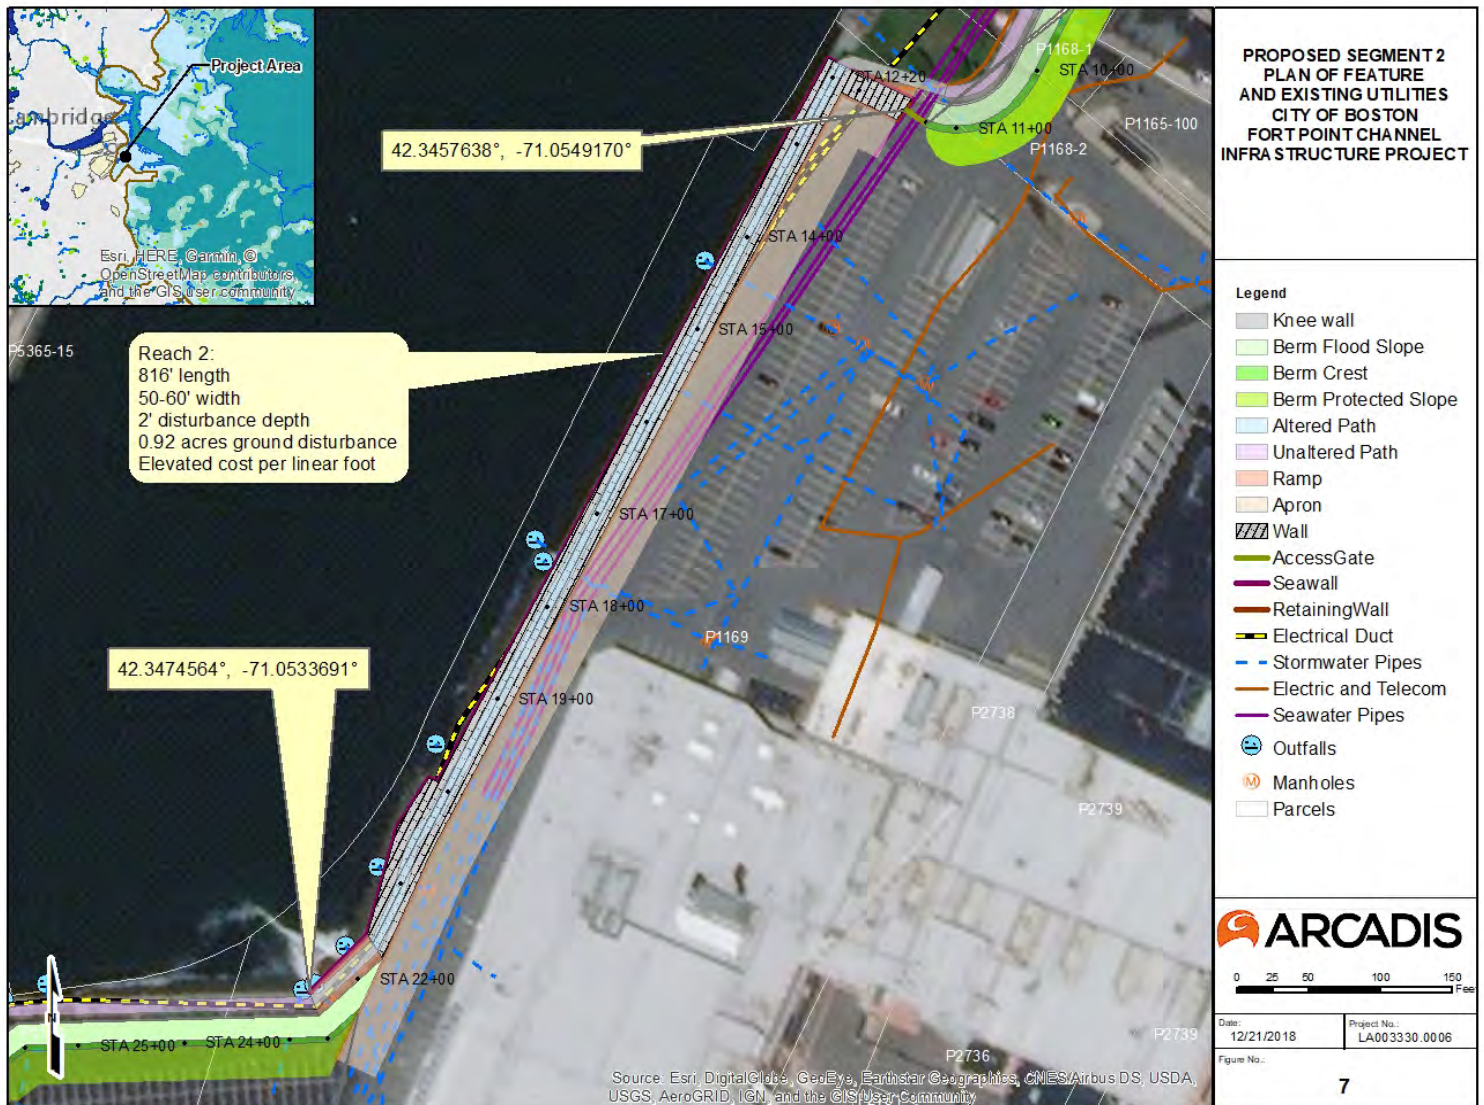 Project Area
Cambridge
Esri, HERE, Garmin, ©
OpenStreetMap contributors,
and the GIS user community
42.3457638°, -71.0549170°
Reach 2:
816' length
50-60' width
2' disturbance depth
0.92 acres ground disturbance
Elevated cost per linear foot
42.3474564°, -71.0533691°
P5365-15
P1168-1
STA 10+00
STA 12+20
STA 11+00
P1165-100
P1168-2
STA 14+00
STA 15+00
STA 17+00
STA 18+00
P1169
STA 19+00
P2738
P2739
STA 22+00
STA 25+00
STA 24+00
P2739
P2736
N
Source: Esri, DigitalGlobe, GeoEye, Earthstar Geographics, CNES/Airbus DS, USDA,
USGS, AeroGRID, IGN, and the GIS User Community
PROPOSED SEGMENT 2
PLAN OF FEATURE
AND EXISTING UTILITIES
CITY OF BOSTON
FORT POINT CHANNEL
INFRASTRUCTURE PROJECT
Legend
Knee wall
Berm Flood Slope
Berm Crest
Berm Protected Slope
Altered Path
Unaltered Path
Ramp
Apron
Wall
AccessGate
Seawall
RetainingWall
Electrical Duct
Stormwater Pipes
Electric and Telecom
Seawater Pipes
Outfalls
M Manholes
Parcels
ARCADIS
0 25 50 100 150
Feet
Date:
12/21/2018
Project No.:
LA003330.0006
Figure No.:
7